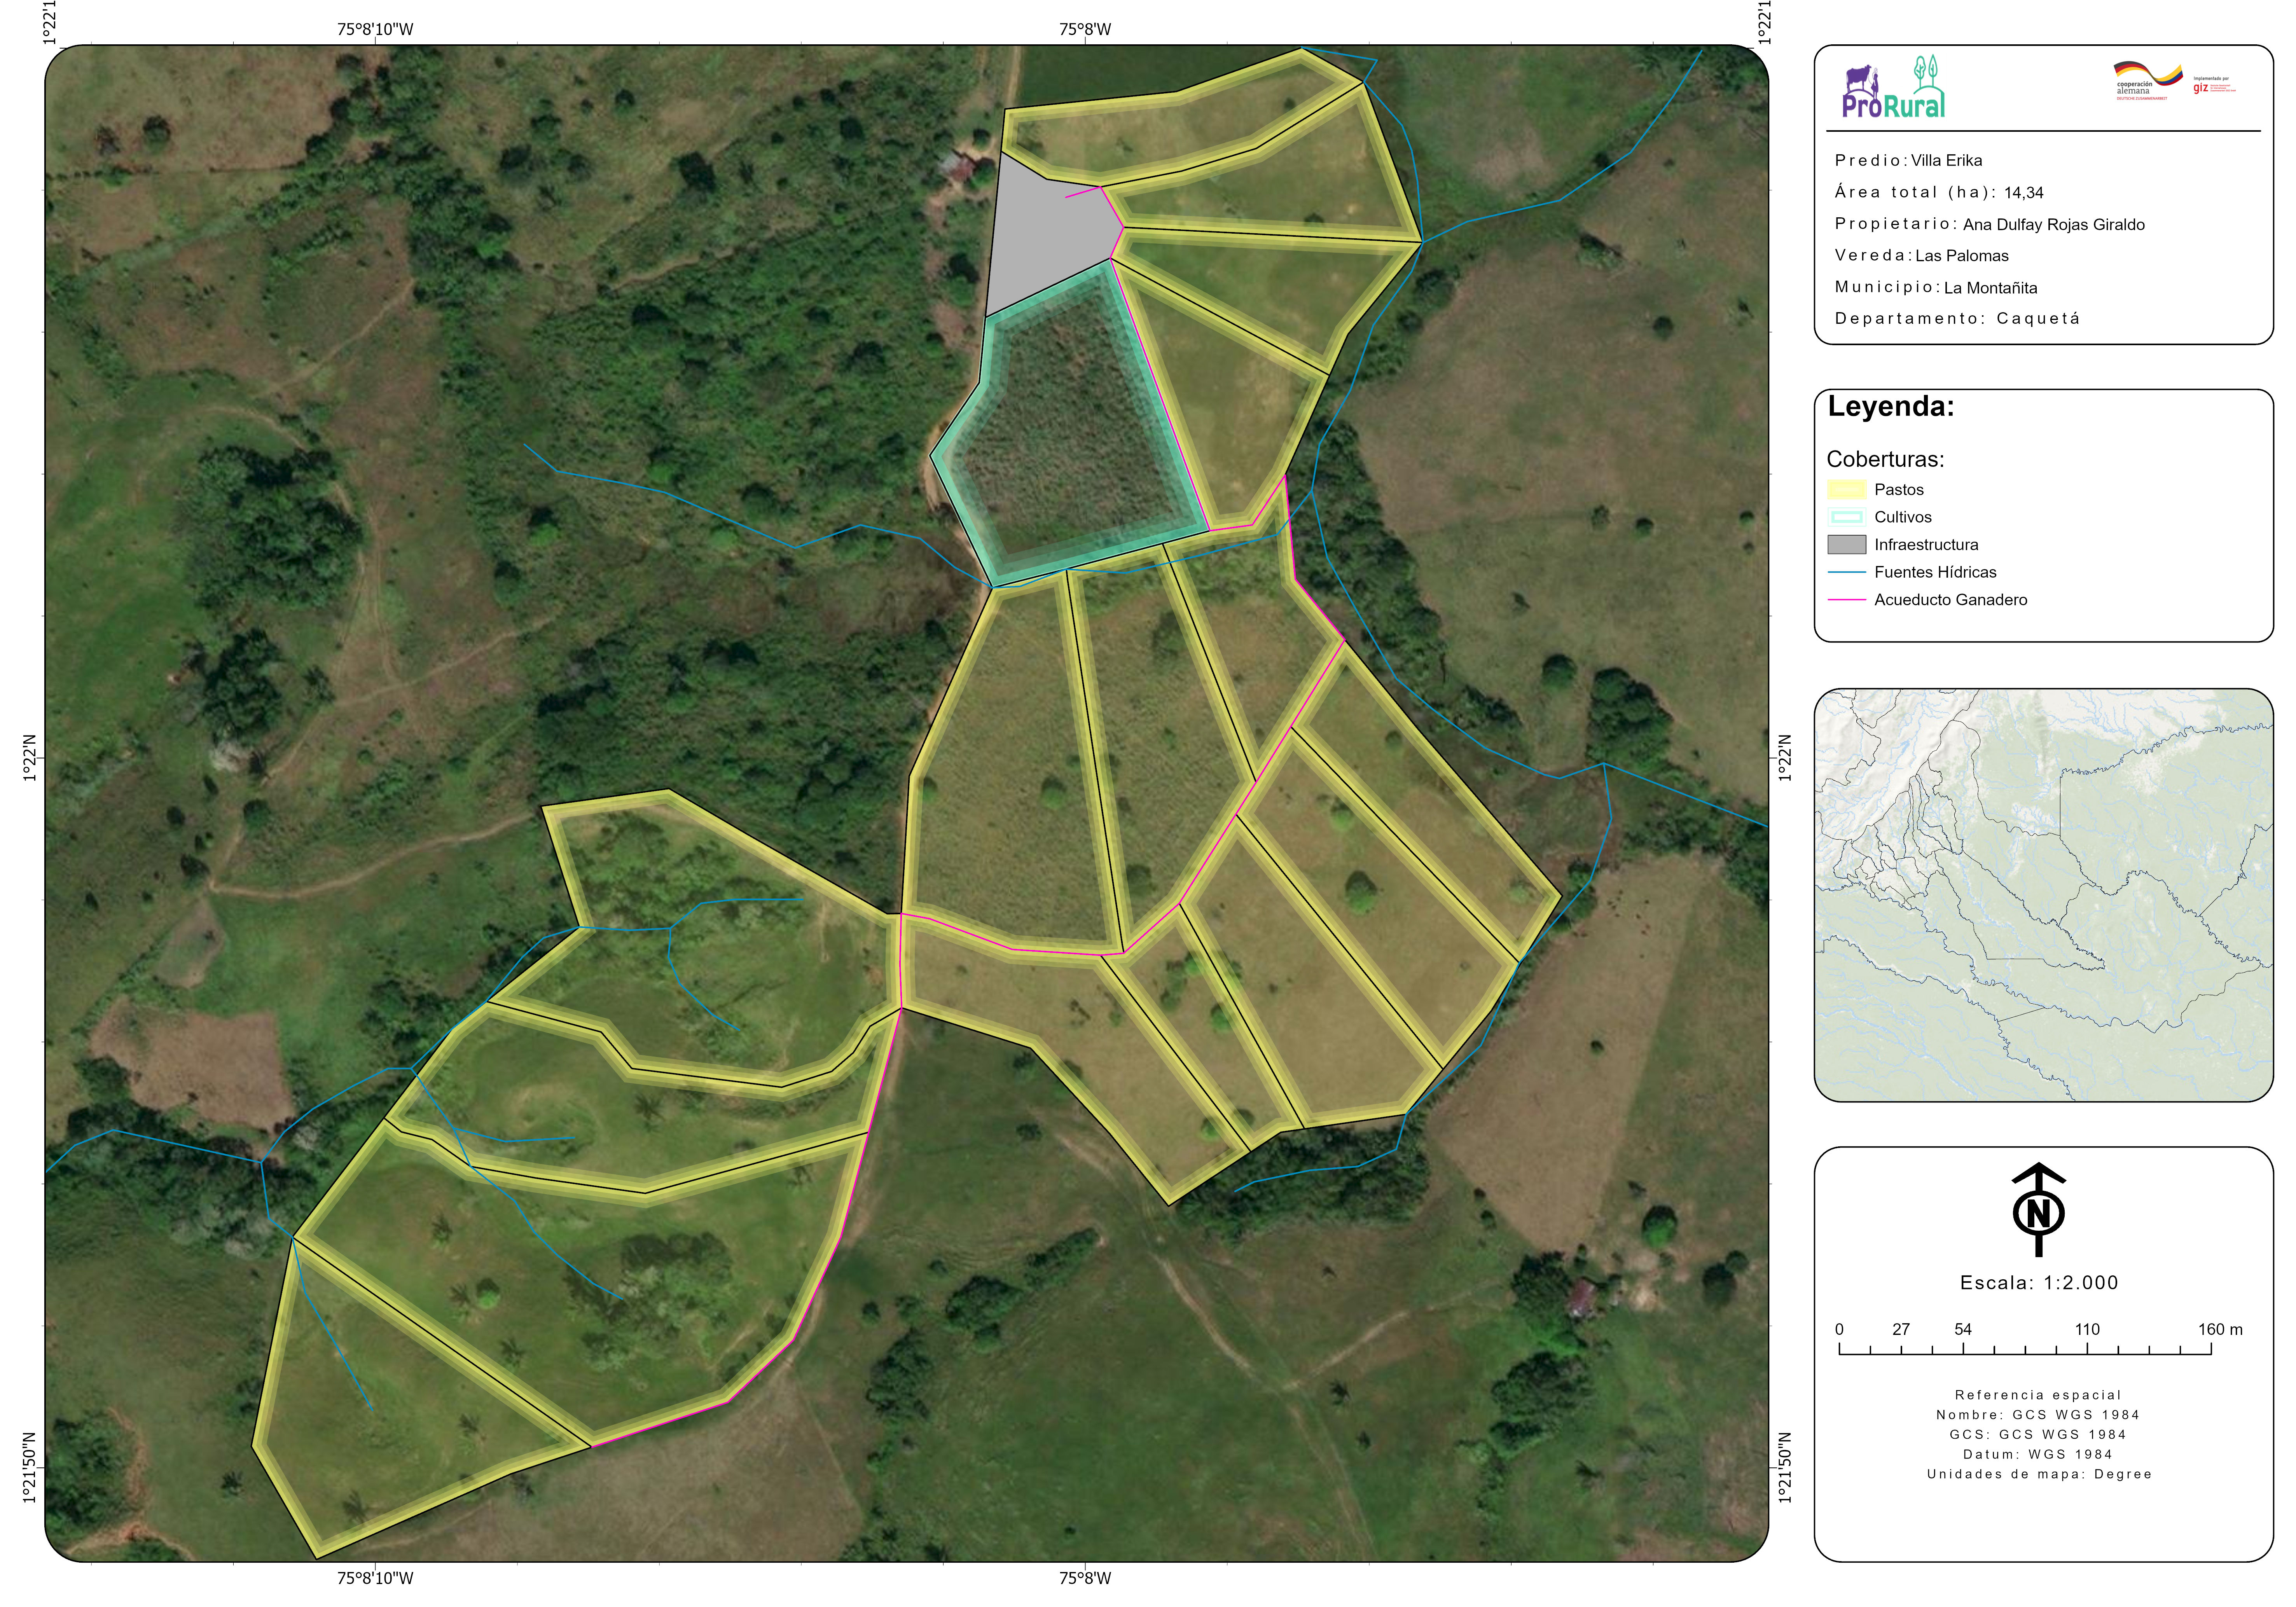 75°8'10"W
75°8'W
1°22'1
1°22'1
1°22'N
1°22'N
1°21'50"N
1°21'50"N
75°8'10"W
75°8'W
ProRural
cooperación
alemana
DEUTSCHE ZUSAMMENARBEIT
Implementada por
giz
Predio: Villa Erika
Área total (ha): 14,34
Propietario: Ana Dulfay Rojas Giraldo
Vereda: Las Palomas
Municipio: La Montañita
Departamento: Caquetá
Leyenda:
Coberturas:
Pastos
Cultivos
Infraestructura
Fuentes Hídricas
Acueducto Ganadero
N
Escala: 1:2.000
0 27 54 110 160 m
Referencia espacial
Nombre: GCS WGS 1984
GCS: GCS WGS 1984
Datum: WGS 1984
Unidades de mapa: Degree